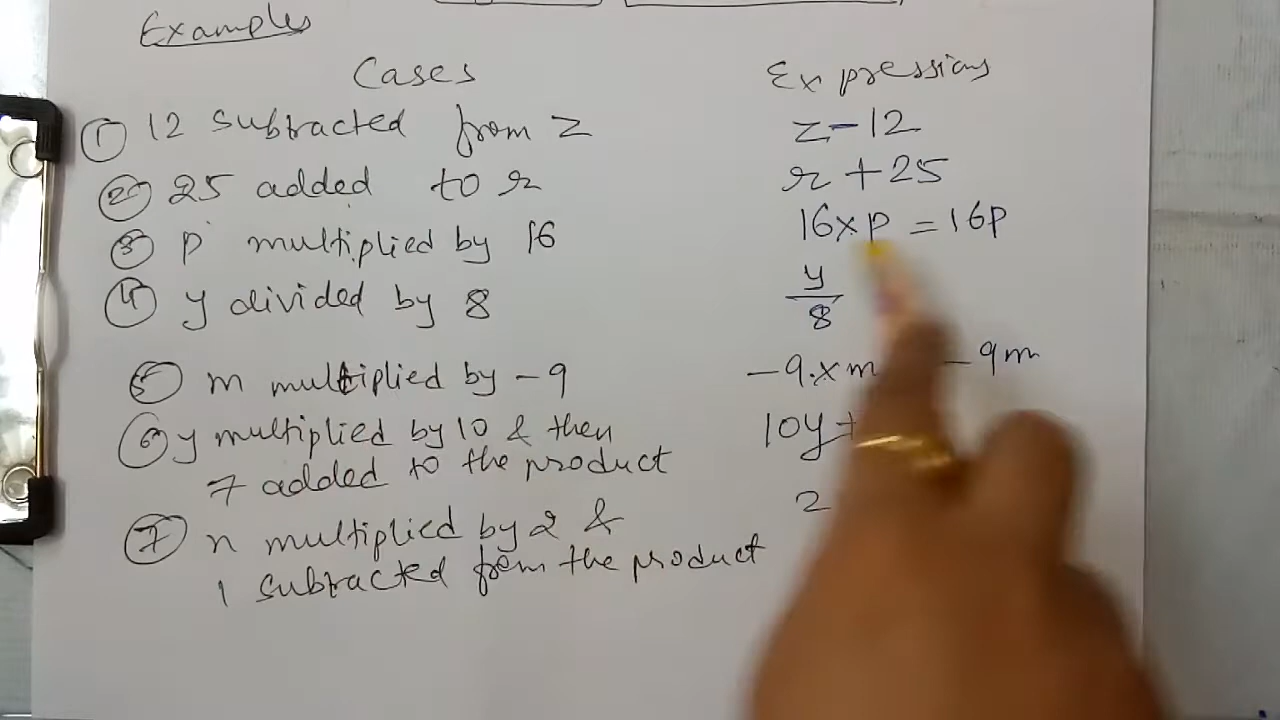 Examples
Cases Expressions
① 12 subtracted from z z-12
② 25 added to r r+25
③ p multiplied by 16 16×p = 16p
④ y divided by 8 y/8
⑤ m multiplied by -9 -9×m -9m
⑥ y multiplied by 10 & then 10y+
7 added to the product
⑦ n multiplied by 2 & 2
1 subtracted from the product